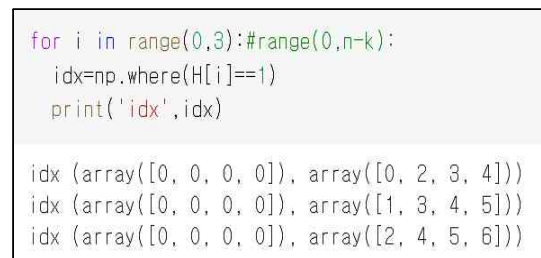 for i in range(0,3):#range(0,n-k):
idx=np.where(H[i]==1)
print('idx',idx)
idx (array([0, 0, 0, 0]), array([0, 2, 3, 4]))
idx (array([0, 0, 0, 0]), array([1, 3, 4, 5]))
idx (array([0, 0, 0, 0]), array([2, 4, 5, 6]))